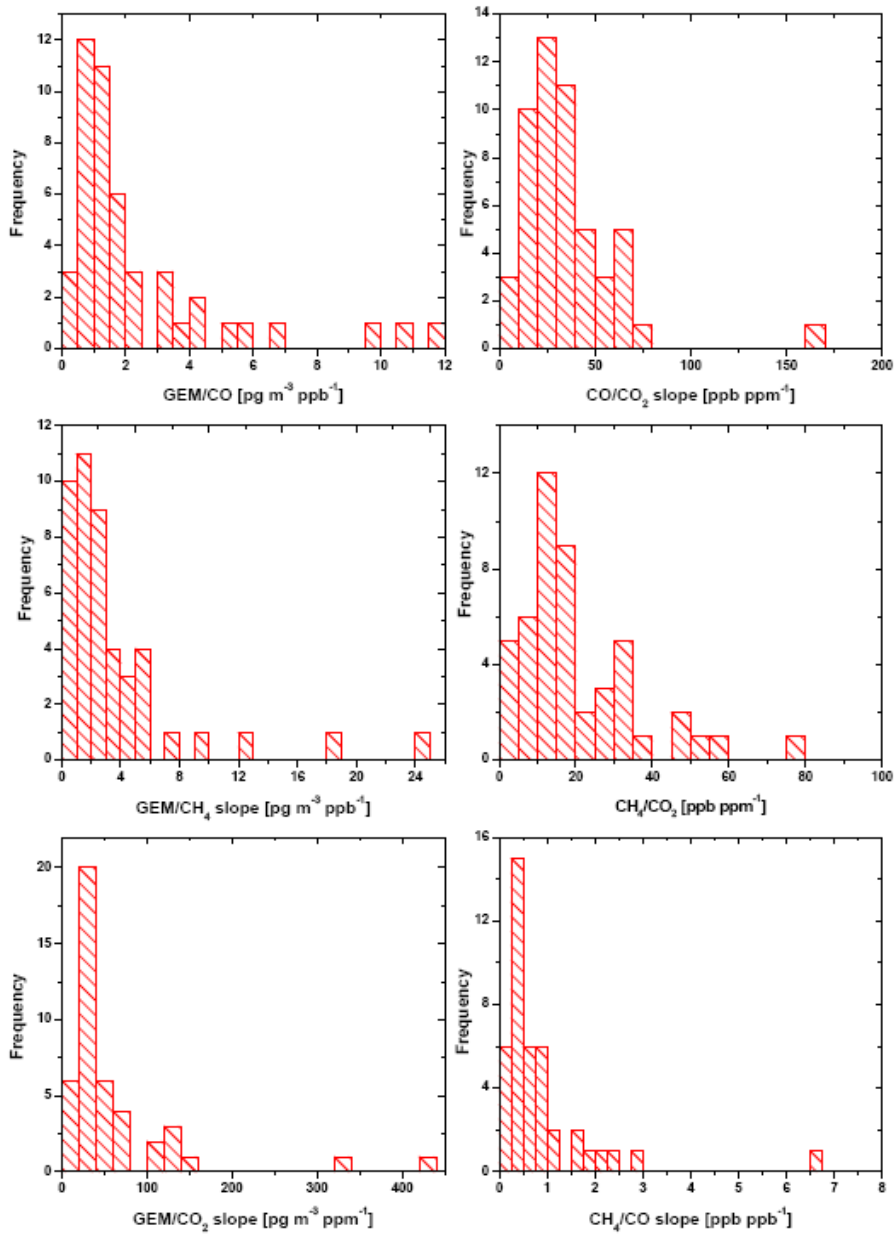 12
10
8
6
4
2
0
Frequency
0 2 4 6 8 10 12
GEM/CO [pg m⁻³ ppb⁻¹]
14
12
10
8
6
4
2
0
Frequency
0 50 100 150 200
CO/CO₂ slope [ppb ppm⁻¹]
12
10
8
6
4
2
0
Frequency
0 4 8 12 16 20 24
GEM/CH₄ slope [pg m⁻³ ppb⁻¹]
12
8
4
0
Frequency
0 20 40 60 80 100
CH₄/CO₂ [ppb ppm⁻¹]
20
15
10
5
0
Frequency
0 100 200 300 400
GEM/CO₂ slope [pg m⁻³ ppm⁻¹]
16
12
8
4
0
Frequency
0 1 2 3 4 5 6 7 8
CH₄/CO slope [ppb ppb⁻¹]